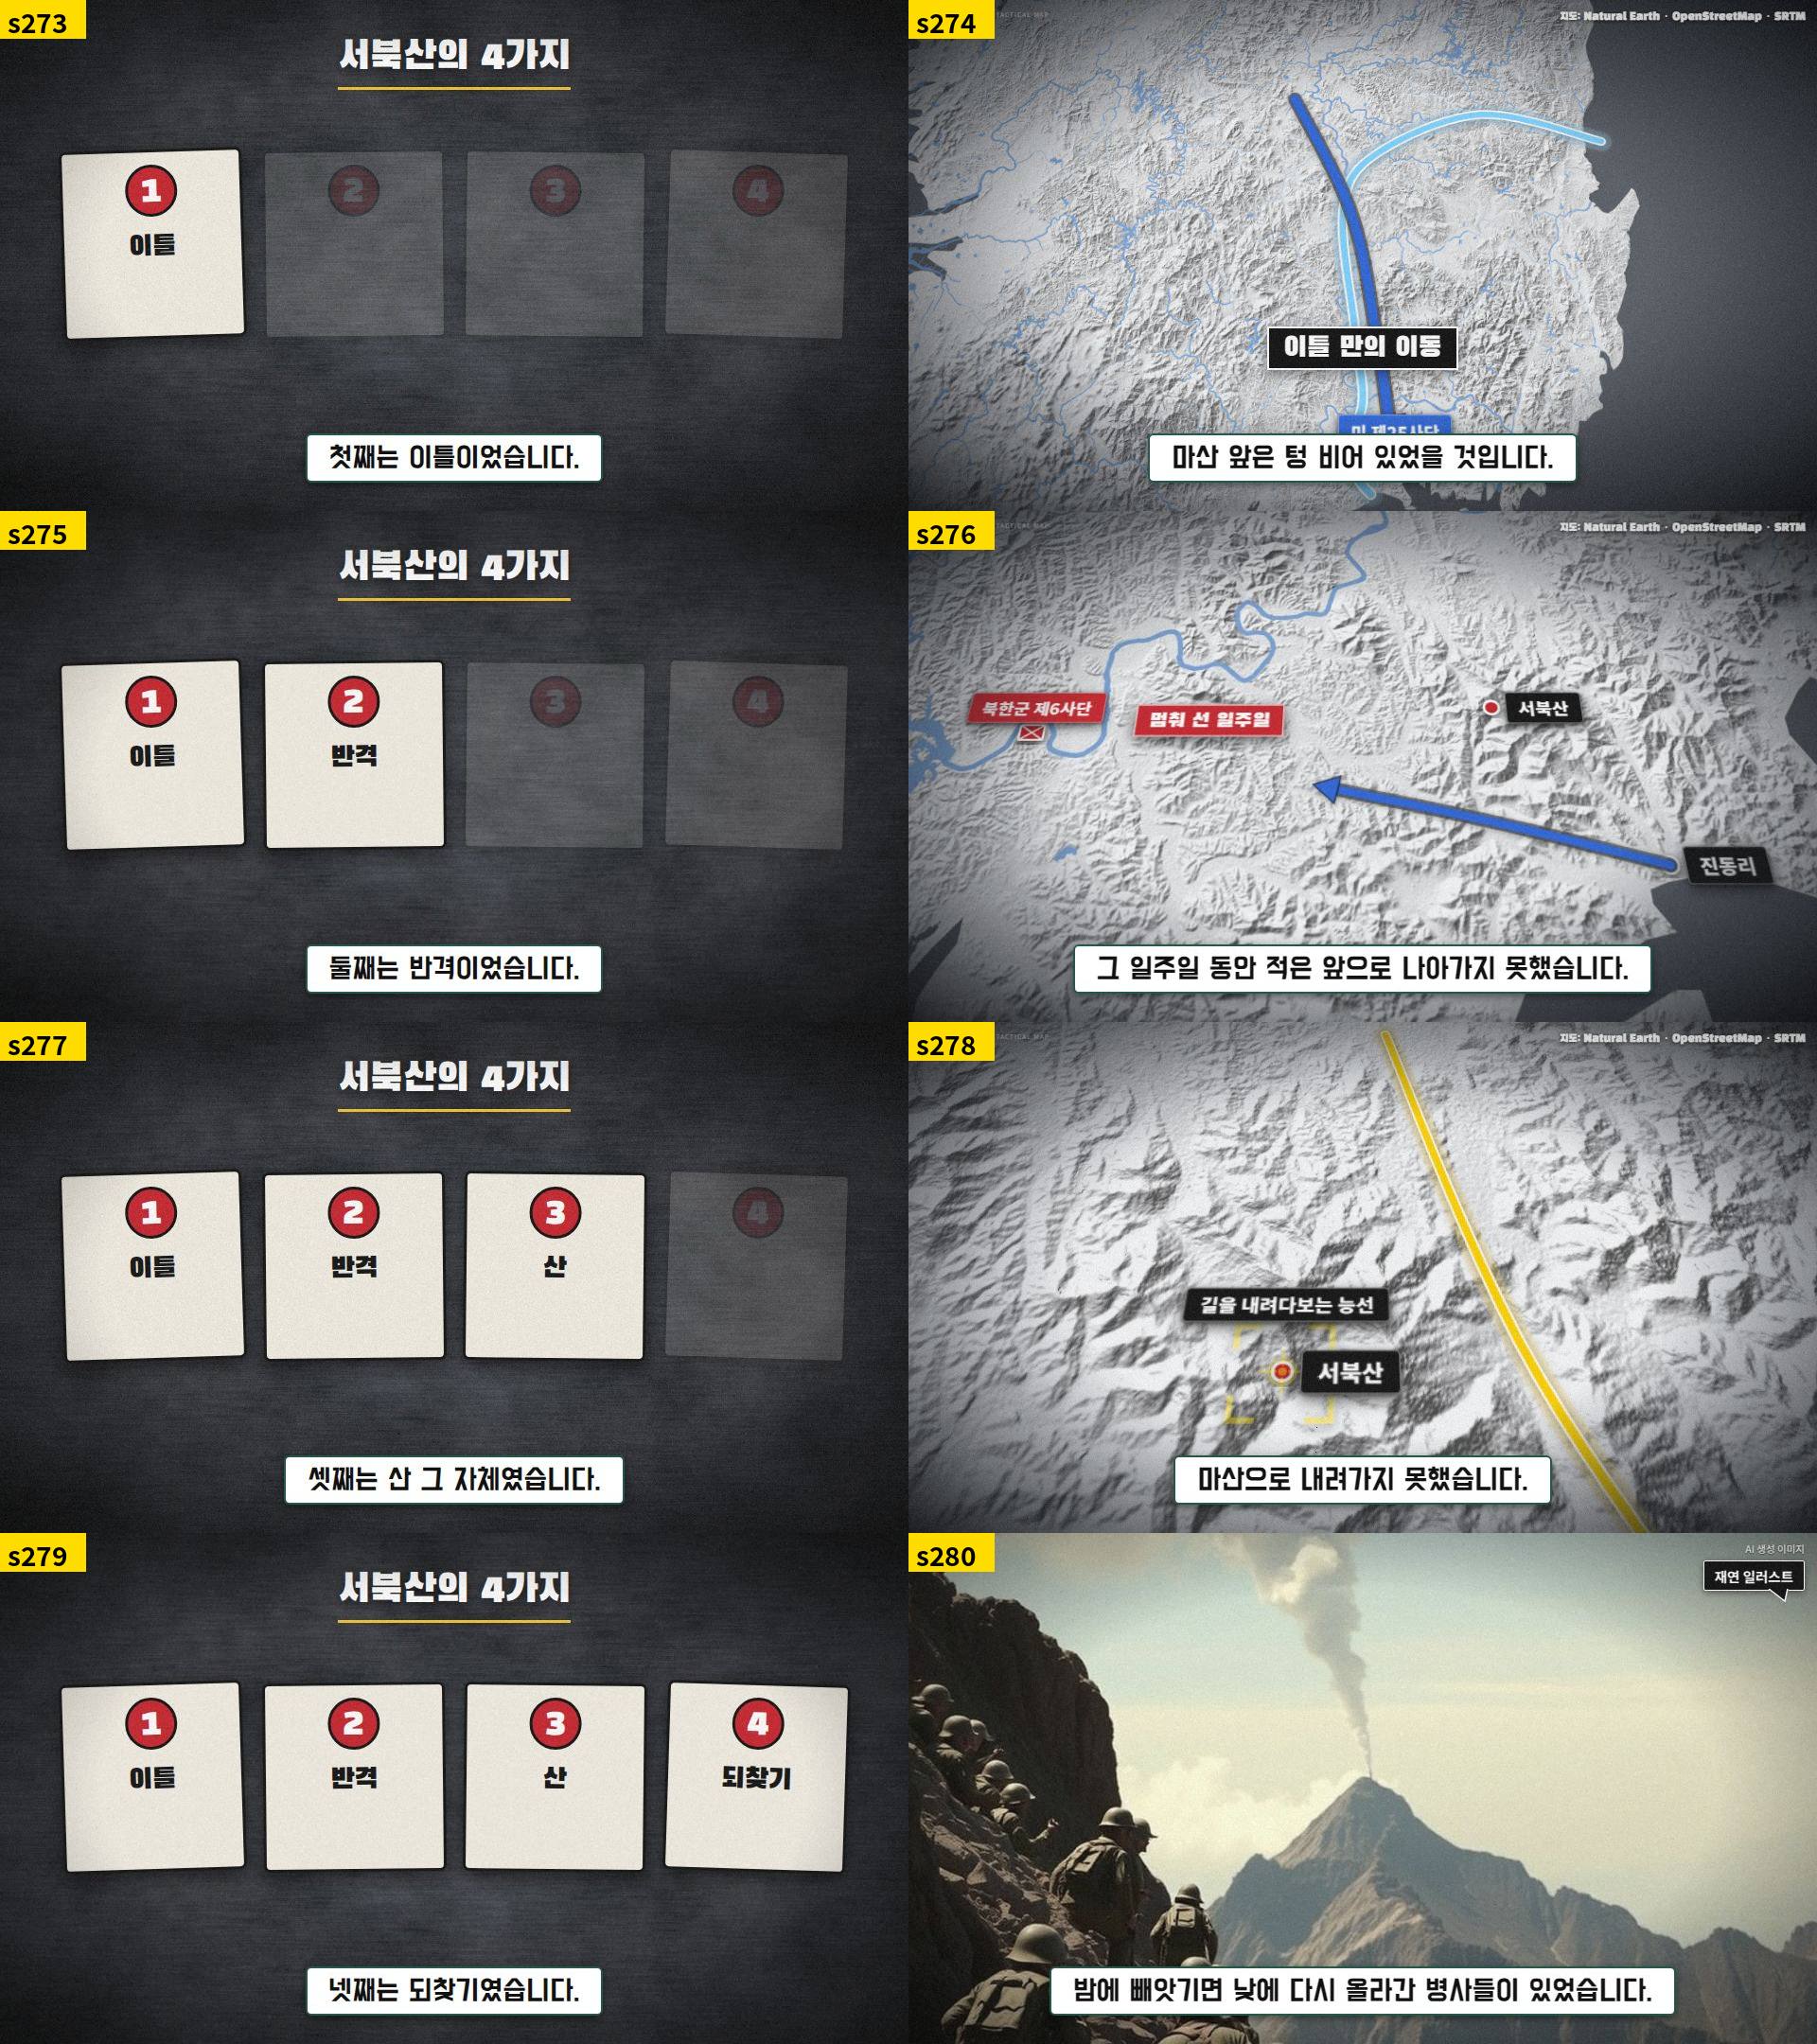 s273
서북산의 4가지
1
이틀
2
3
4
첫째는 이틀이었습니다.
s274
TACTICAL MAP
지도: Natural Earth · OpenStreetMap · SRTM
이틀 만의 이동
미 제25사단
마산 앞은 텅 비어 있었을 것입니다.
s275
서북산의 4가지
1
이틀
2
반격
3
4
둘째는 반격이었습니다.
s276
TACTICAL MAP
지도: Natural Earth · OpenStreetMap · SRTM
북한군 제6사단
멈춰 선 일주일
서북산
진동리
그 일주일 동안 적은 앞으로 나아가지 못했습니다.
s277
서북산의 4가지
1
이틀
2
반격
3
산
4
셋째는 산 그 자체였습니다.
s278
TACTICAL MAP
지도: Natural Earth · OpenStreetMap · SRTM
길을 내려다보는 능선
서북산
마산으로 내려가지 못했습니다.
s279
서북산의 4가지
1
이틀
2
반격
3
산
4
되찾기
넷째는 되찾기였습니다.
s280
AI 생성 이미지
재연 일러스트
밤에 빼앗기면 낮에 다시 올라간 병사들이 있었습니다.